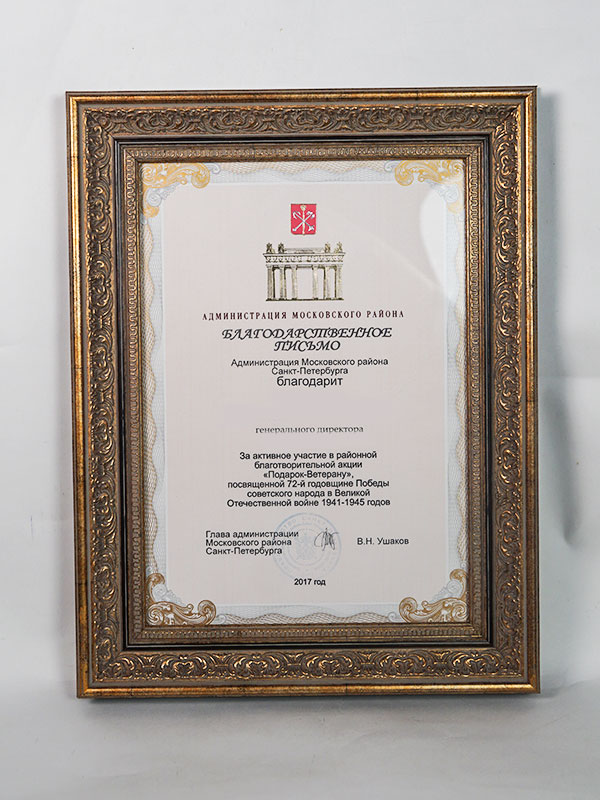 АДМИНИСТРАЦИЯ МОСКОВСКОГО РАЙОНА
БЛАГОДАРСТВЕННОЕ
ПИСЬМО
Администрация Московского района
Санкт-Петербурга
благодарит
генерального директора
За активное участие в районной
благотворительной акции
«Подарок-Ветерану»,
посвященной 72-й годовщине Победы
советского народа в Великой
Отечественной войне 1941-1945 годов
Глава администрации
Московского района
Санкт-Петербурга
В.Н. Ушаков
2017 год